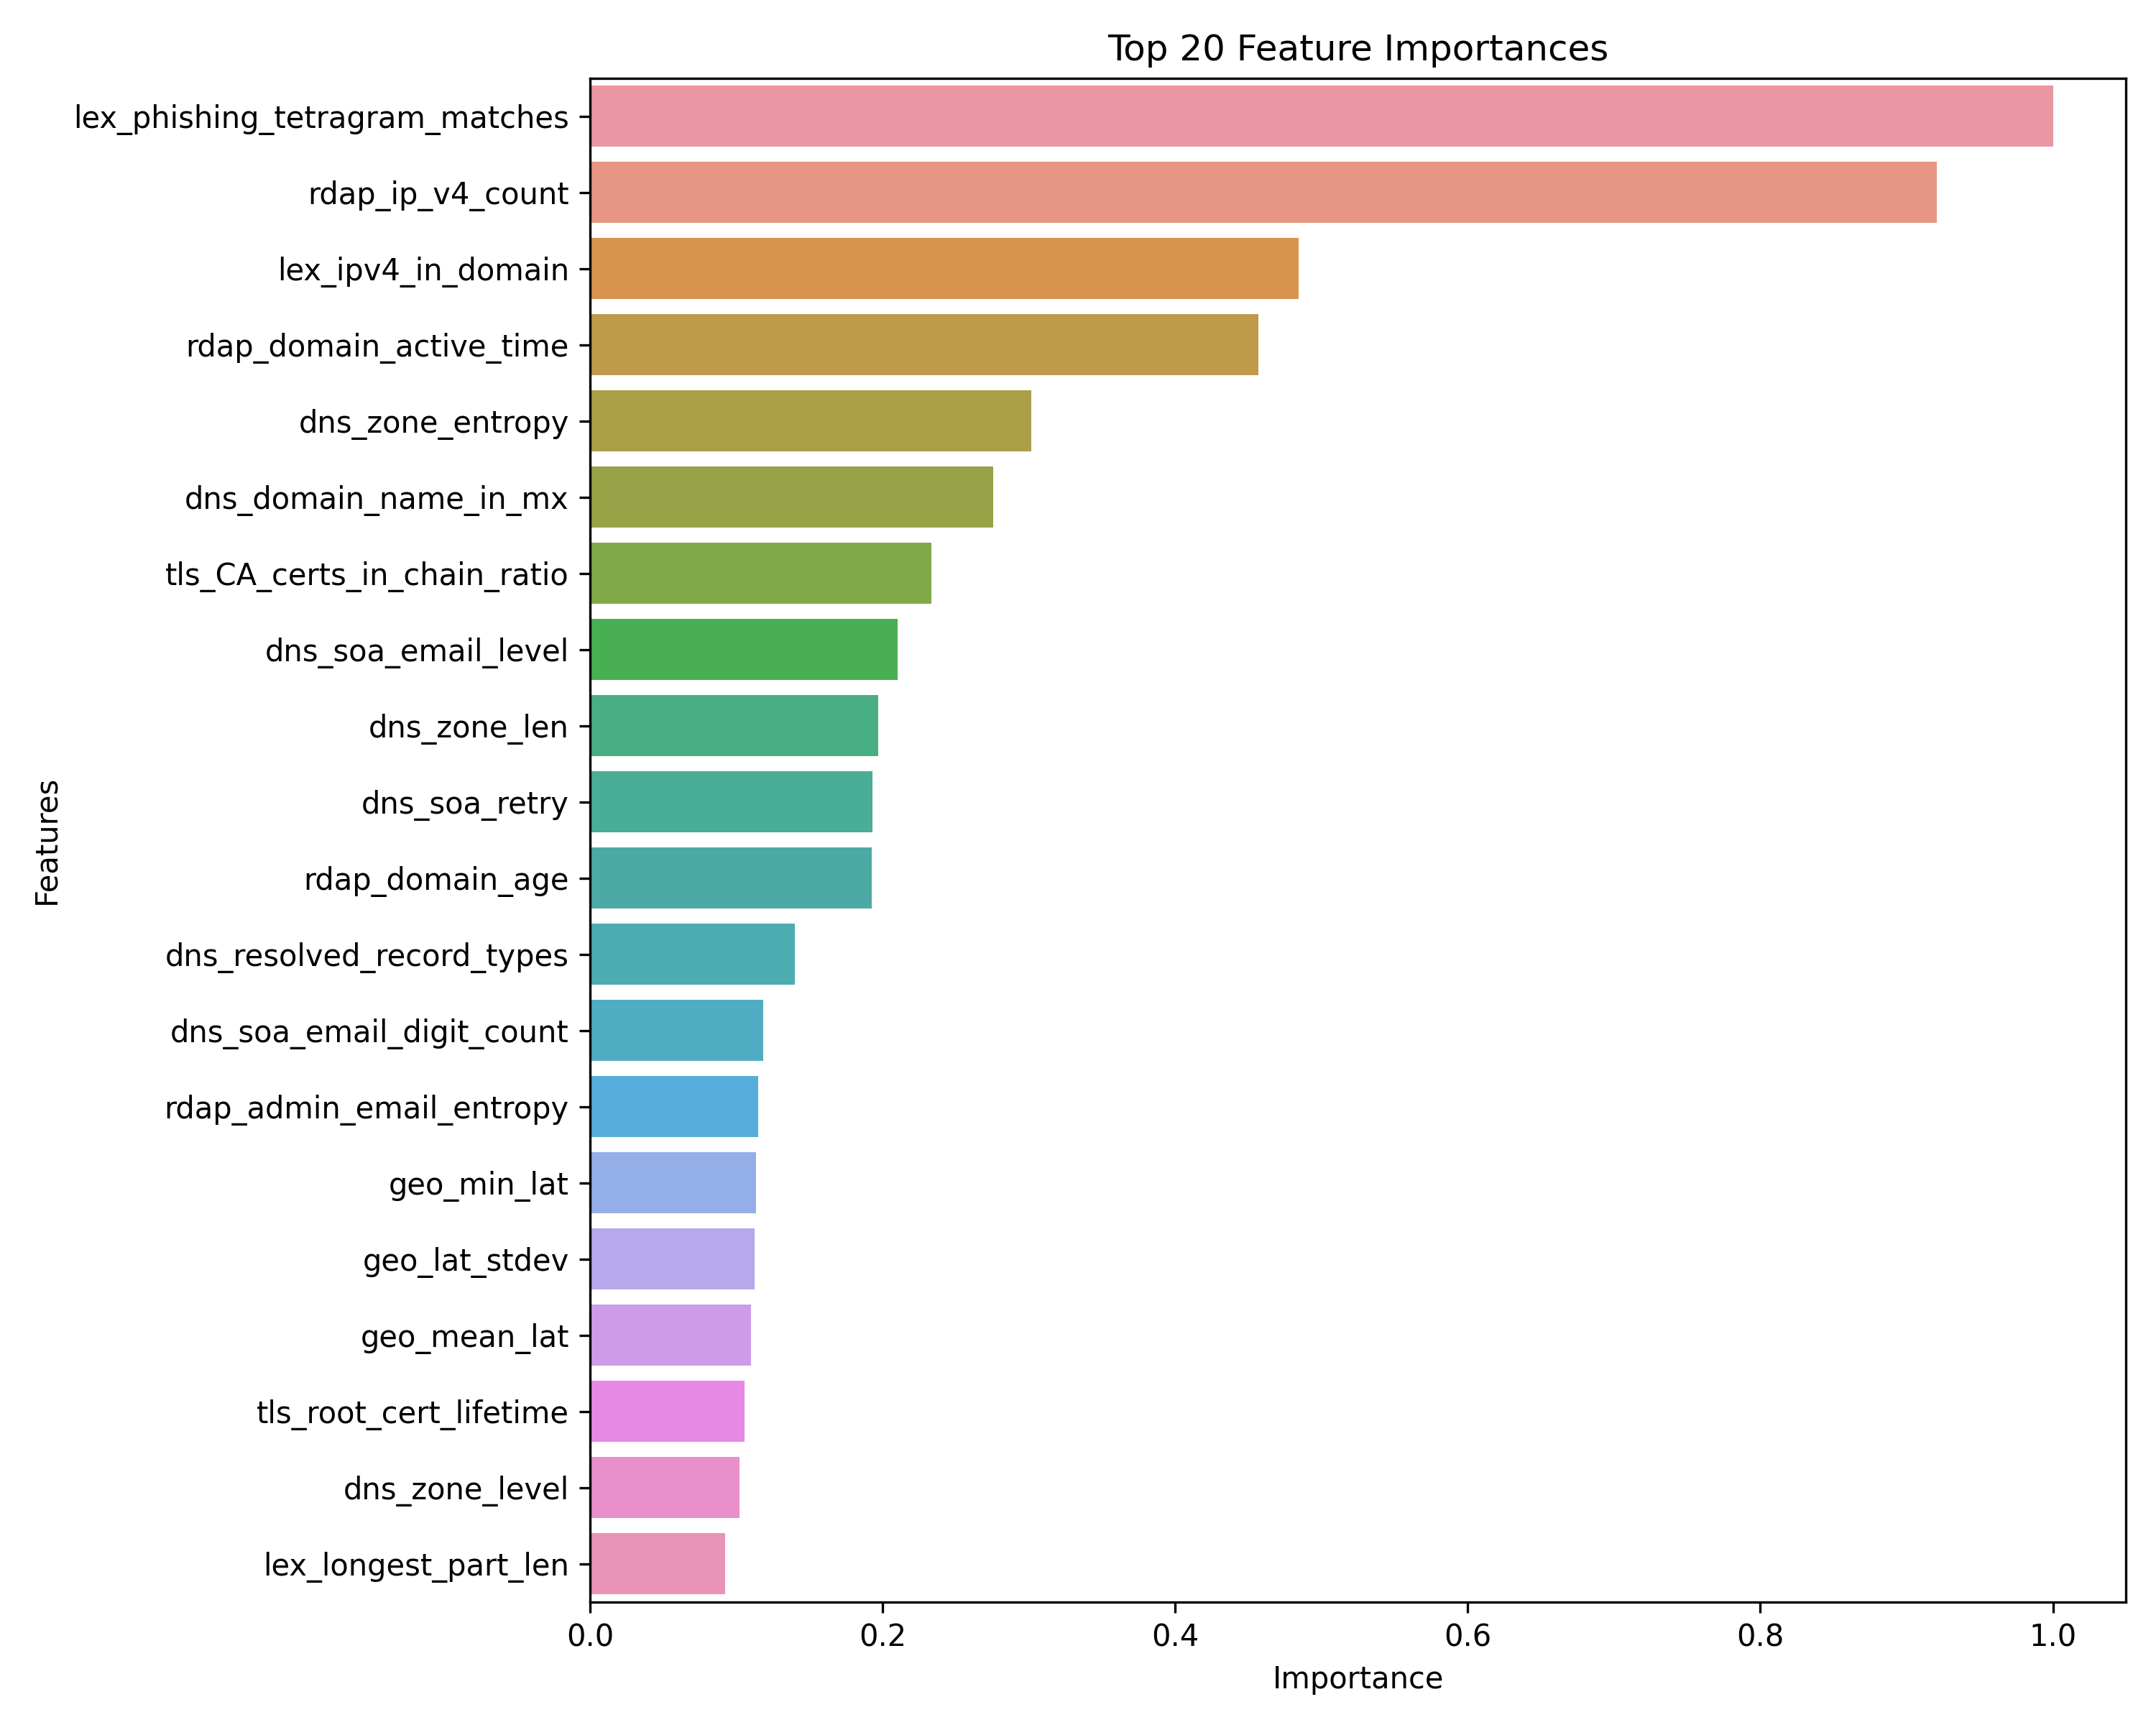 Top 20 Feature Importances
lex_phishing_tetragram_matches
rdap_ip_v4_count
lex_ipv4_in_domain
rdap_domain_active_time
dns_zone_entropy
dns_domain_name_in_mx
tls_CA_certs_in_chain_ratio
dns_soa_email_level
dns_zone_len
dns_soa_retry
rdap_domain_age
dns_resolved_record_types
dns_soa_email_digit_count
rdap_admin_email_entropy
geo_min_lat
geo_lat_stdev
geo_mean_lat
tls_root_cert_lifetime
dns_zone_level
lex_longest_part_len
Features
0.0 0.2 0.4 0.6 0.8 1.0
Importance